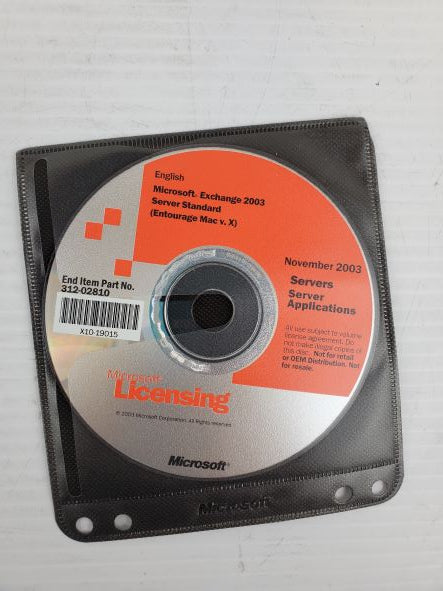 English
Microsoft® Exchange 2003
Server Standard
(Entourage Mac v. X)
November 2003
Servers
Server
Applications
End Item Part No.
312-02810
X10-19015
All use subject to volume
license agreement. Do
not make illegal copies of
this disc. Not for retail
or OEM Distribution. Not
for resale.
Microsoft®
Licensing
© 2003 Microsoft Corporation. All Rights reserved.
Microsoft®
Microsoft®